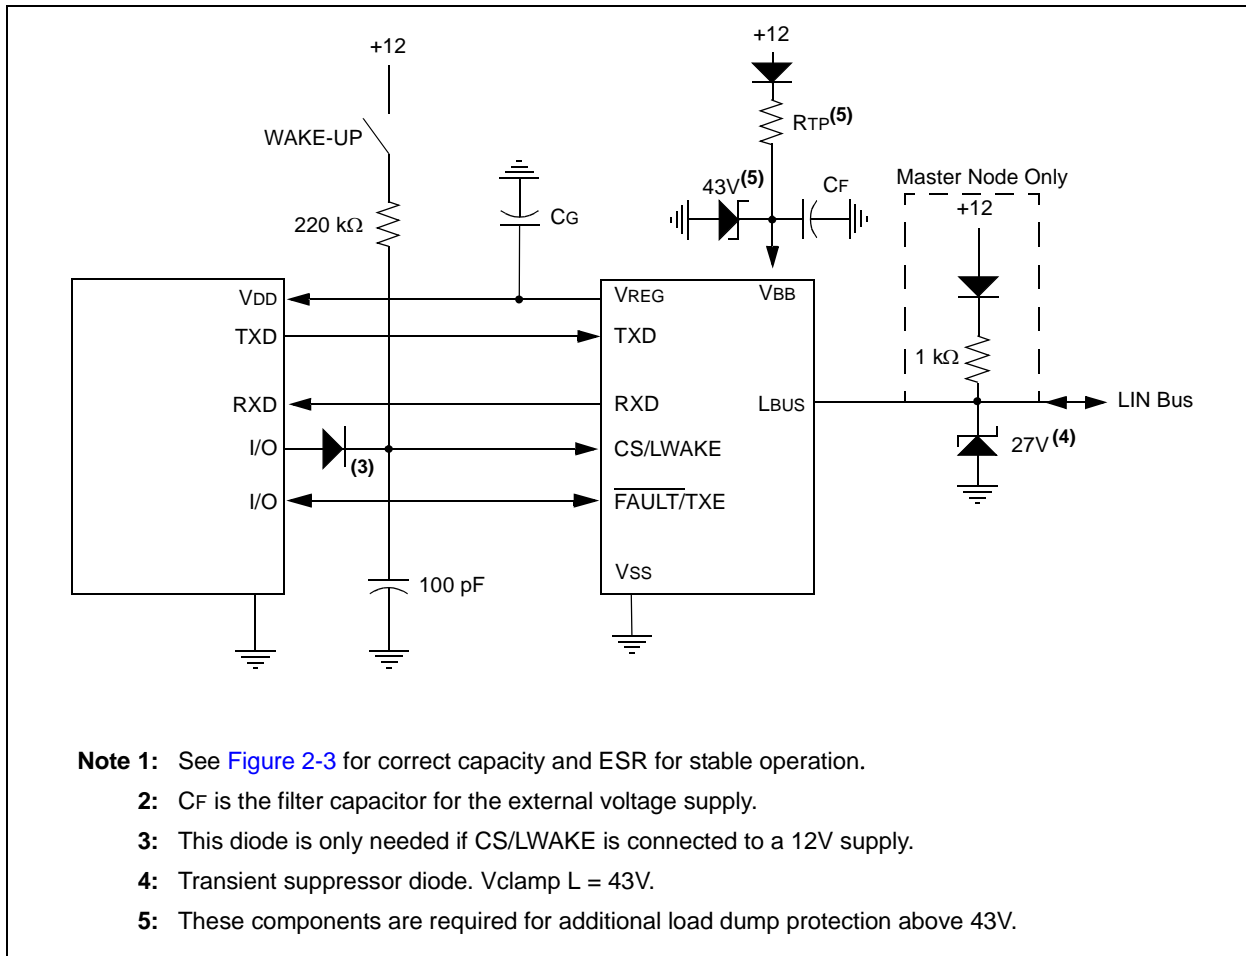 +12
+12
WAKE-UP
RTP(5)
43V(5)
CF
Master Node Only
+12
220 kΩ
CG
VDD
VREG
VBB
TXD
TXD
1 kΩ
RXD
RXD
LBUS
LIN Bus
I/O
(3)
CS/LWAKE
27V(4)
I/O
FAULT/TXE
VSS
100 pF
Note 1: See Figure 2-3 for correct capacity and ESR for stable operation.
2: CF is the filter capacitor for the external voltage supply.
3: This diode is only needed if CS/LWAKE is connected to a 12V supply.
4: Transient suppressor diode. Vclamp L = 43V.
5: These components are required for additional load dump protection above 43V.